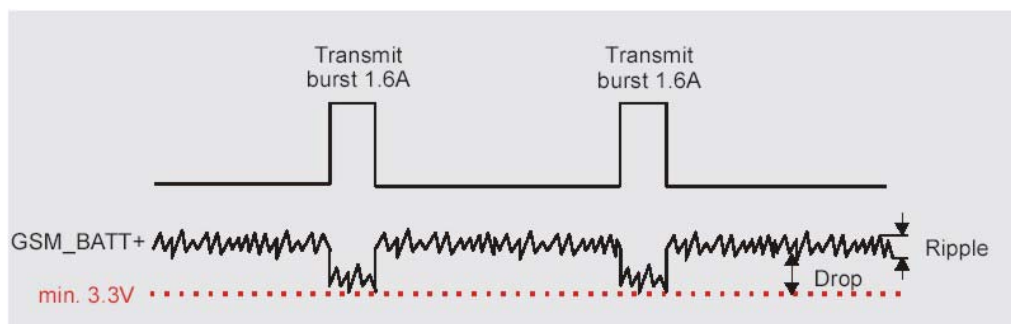 Transmit
burst 1.6A
Transmit
burst 1.6A
GSM_BATT+
Ripple
Drop
min. 3.3V